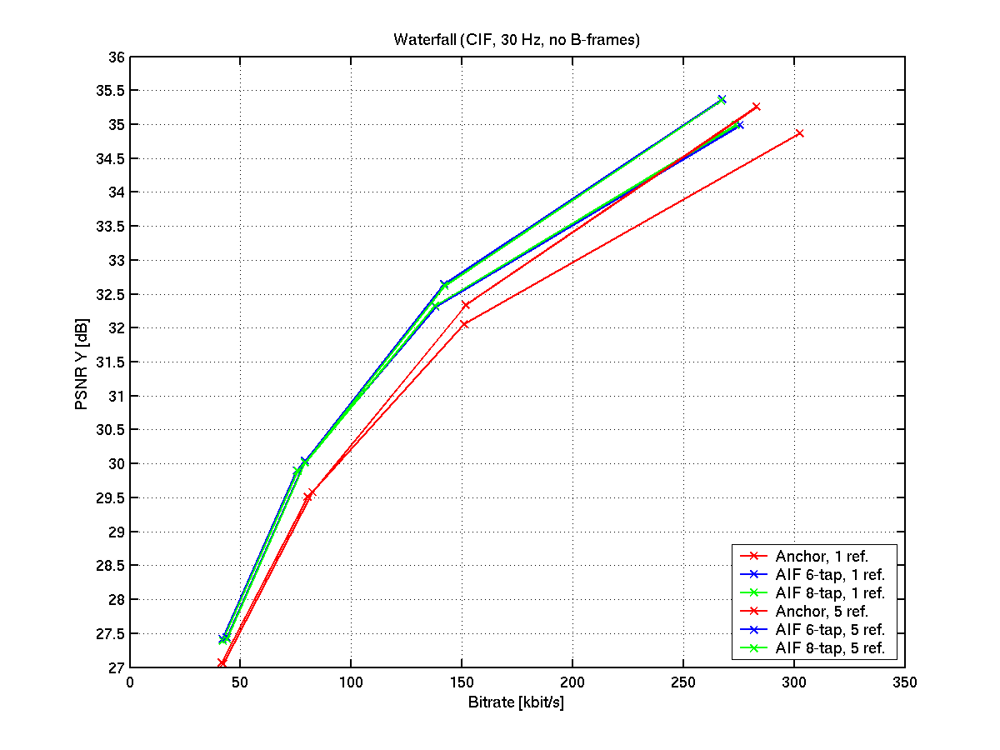 Waterfall (CIF, 30 Hz, no B-frames)
36
35.5
35
34.5
34
33.5
33
32.5
32
31.5
31
30.5
30
29.5
29
28.5
28
27.5
27
PSNR Y [dB]
Anchor, 1 ref.
AIF 6-tap, 1 ref.
AIF 8-tap, 1 ref.
Anchor, 5 ref.
AIF 6-tap, 5 ref.
AIF 8-tap, 5 ref.
0 50 100 150 200 250 300 350
Bitrate [kbit/s]